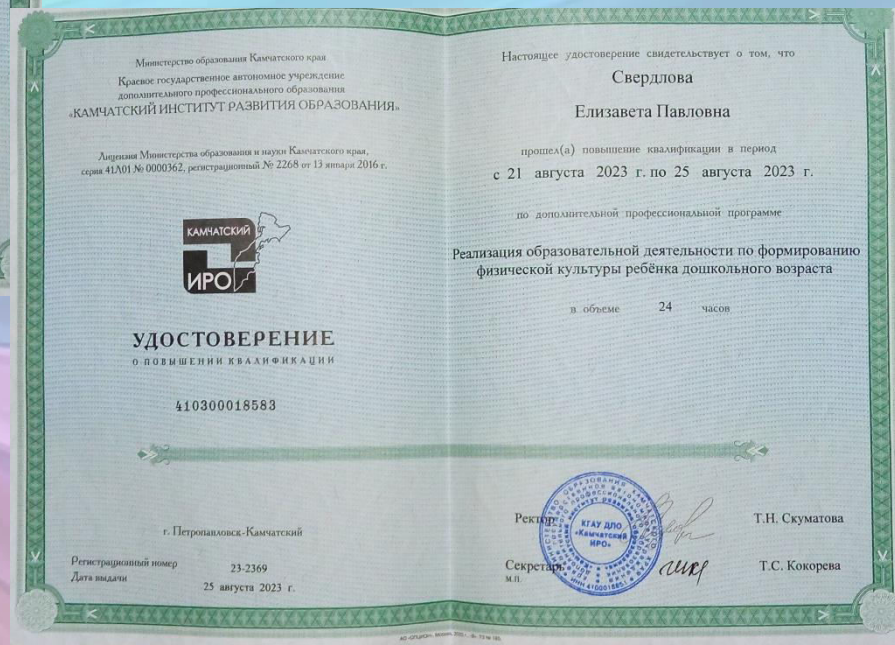 Министерство образования Камчатского края
Краевое государственное автономное учреждение
дополнительного профессионального образования
«КАМЧАТСКИЙ ИНСТИТУТ РАЗВИТИЯ ОБРАЗОВАНИЯ»
Лицензия Министерства образования и науки Камчатского края,
серия 41Л01 № 0000362, регистрационный № 2268 от 13 января 2016 г.
КАМЧАТСКИЙ
ИРО
УДОСТОВЕРЕНИЕ
О ПОВЫШЕНИИ КВАЛИФИКАЦИИ
410300018583
г. Петропавловск-Камчатский
Регистрационный номер 23-2369
Дата выдачи
25 августа 2023 г.
Настоящее удостоверение свидетельствует о том, что
Свердлова
Елизавета Павловна
прошел(а) повышение квалификации в период
с 21 августа 2023 г. по 25 августа 2023 г.
по дополнительной профессиональной программе
Реализация образовательной деятельности по формированию
физической культуры ребёнка дошкольного возраста
в объеме 24 часов
Ректор Т.Н. Скуматова
Секретарь Т.С. Кокорева
М.П.
КГАУ ДПО
«Камчатский
ИРО»